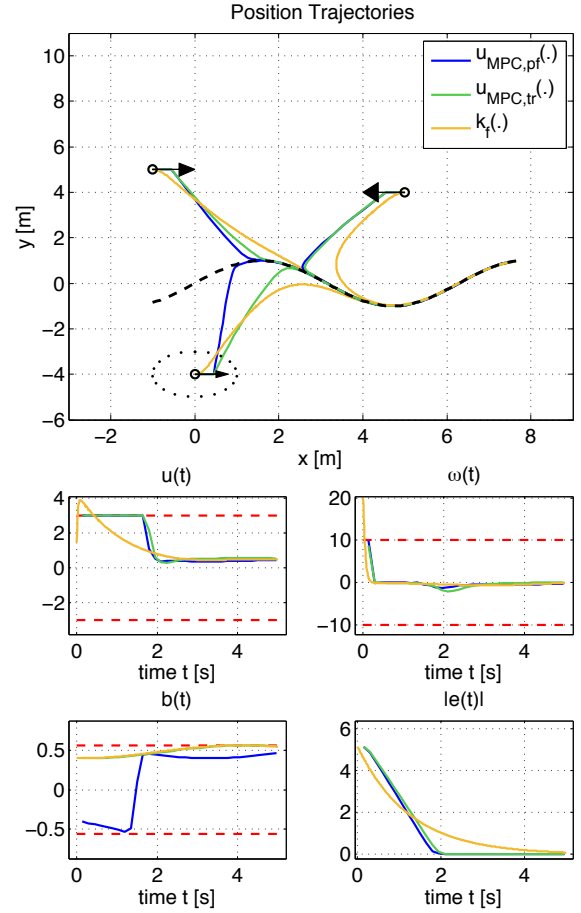 Position Trajectories
u_MPC,pf(.)
u_MPC,tr(.)
k_f(.)
y [m]
10
8
6
4
2
0
−2
−4
−6
−2 0 2 4 6 8
x [m]
u(t)
4
2
0
−2
0 2 4
time t [s]
ω(t)
20
10
0
−10
0 2 4
time t [s]
b(t)
0.5
0
−0.5
0 2 4
time t [s]
|e(t)|
6
4
2
0
0 2 4
time t [s]